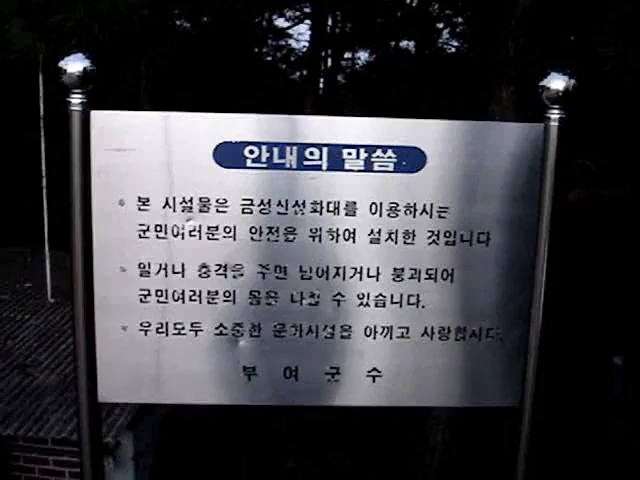 안내의 말씀
본 시설물은 금성신성화대를 이용하시는
군민여러분의 안전을 위하여 설치한 것입니다
밀거나 충격을 주면 넘어지거나 붕괴되어
군민여러분의 몸을 다칠 수 있습니다.
우리모두 소중한 문화시설을 아끼고 사랑합시다.
부여군수